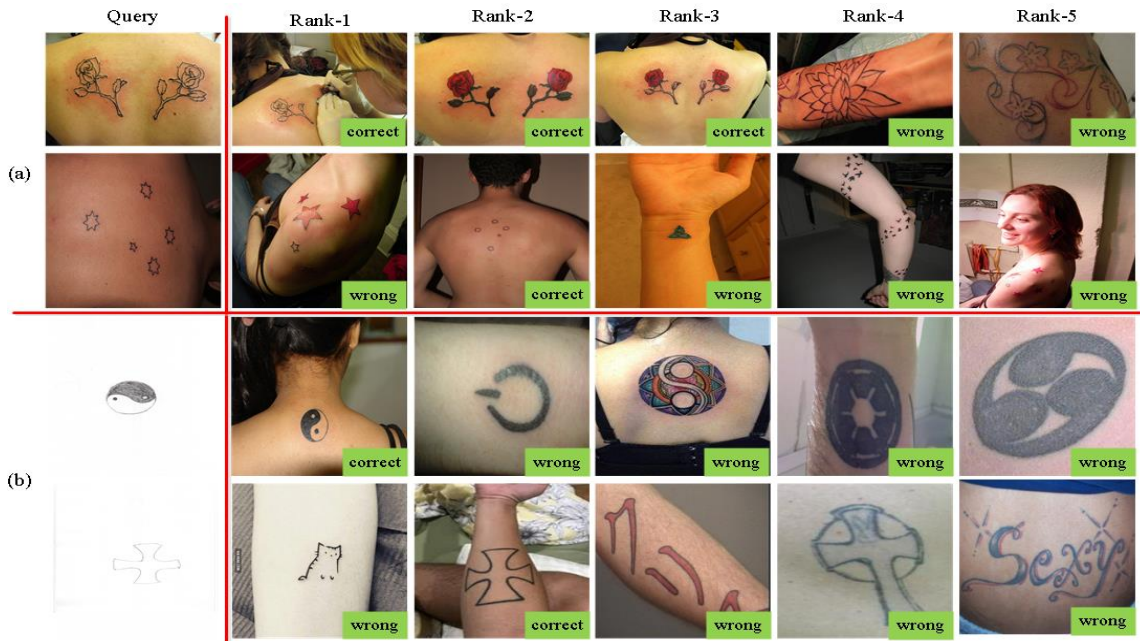 Query Rank-1 Rank-2 Rank-3 Rank-4 Rank-5
correct correct correct wrong wrong
(a)
wrong correct wrong wrong wrong
correct wrong wrong wrong wrong
(b)
Sexy
wrong correct wrong wrong wrong